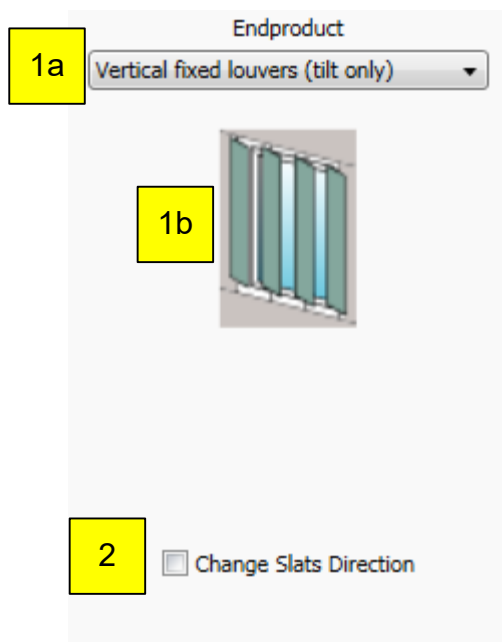 Endproduct
1a
Vertical fixed louvers (tilt only)
1b
2
Change Slats Direction